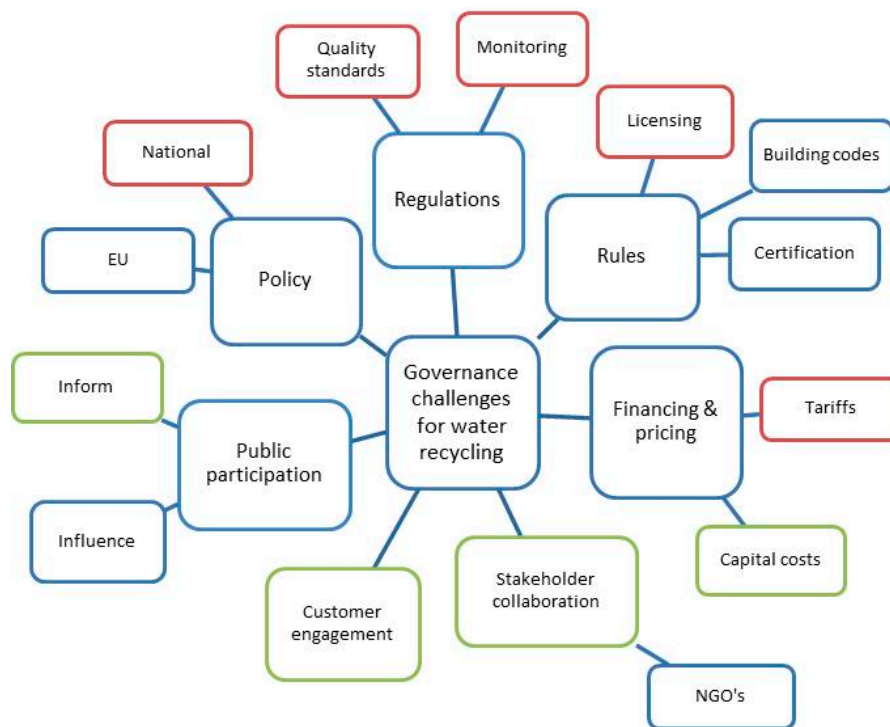 Quality
standards
Monitoring
Licensing
National
Building codes
Regulations
EU
Policy
Rules
Certification
Governance
challenges
for water
recycling
Inform
Financing &
pricing
Tariffs
Public
participation
Influence
Customer
engagement
Stakeholder
collaboration
Capital costs
NGO's